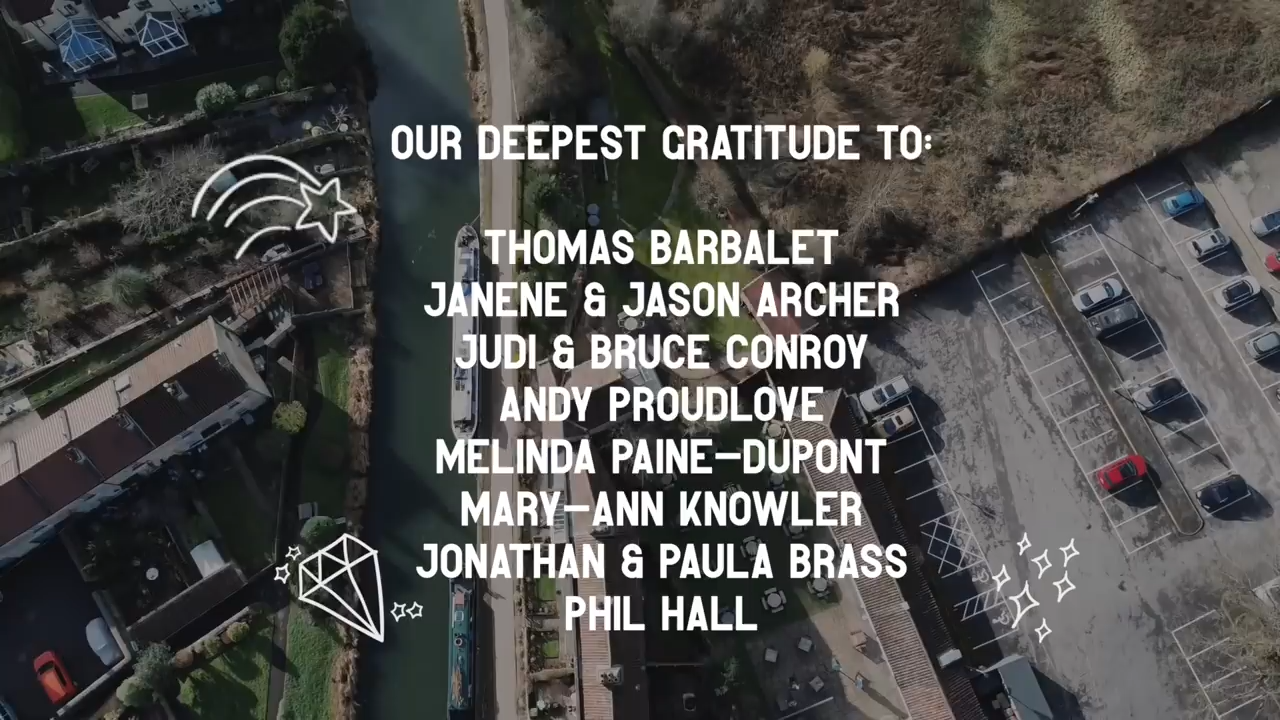 OUR DEEPEST GRATITUDE TO:
THOMAS BARBALET
JANENE & JASON ARCHER
JUDI & BRUCE CONROY
ANDY PROUDLOVE
MELINDA PAINE-DUPONT
MARY-ANN KNOWLER
JONATHAN & PAULA BRASS
PHIL HALL